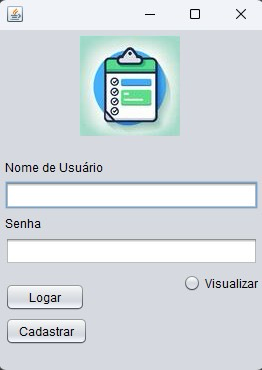 Nome de Usuário
Senha
Visualizar
Logar
Cadastrar